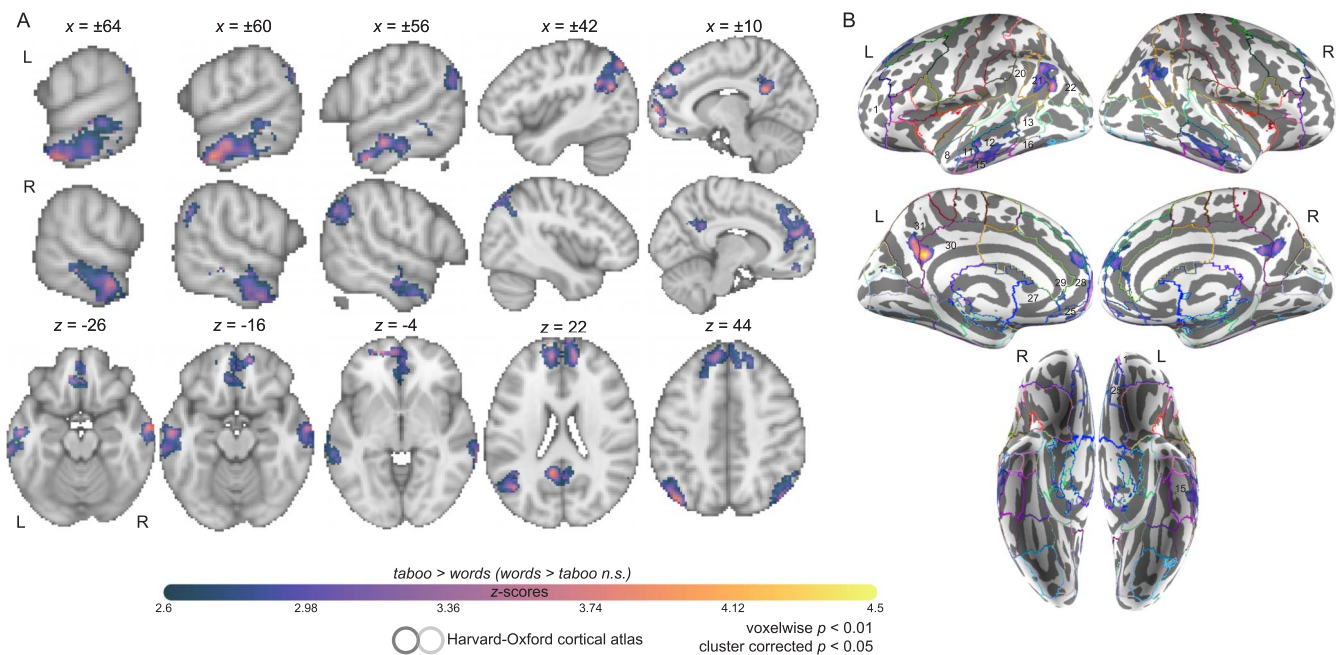 A
x = ±64
x = ±60
x = ±56
x = ±42
x = ±10
L
R
z = -26
z = -16
z = -4
z = 22
z = 44
L
R
taboo > words (words > taboo n.s.)
z-scores
2.6
2.98
3.36
3.74
4.12
4.5
Harvard-Oxford cortical atlas
voxelwise p < 0.01
cluster corrected p < 0.05
B
L
R
1
20
21
22
13
12
16
8
11
15
L
R
31
30
29
28
27
25
R
L
25
15